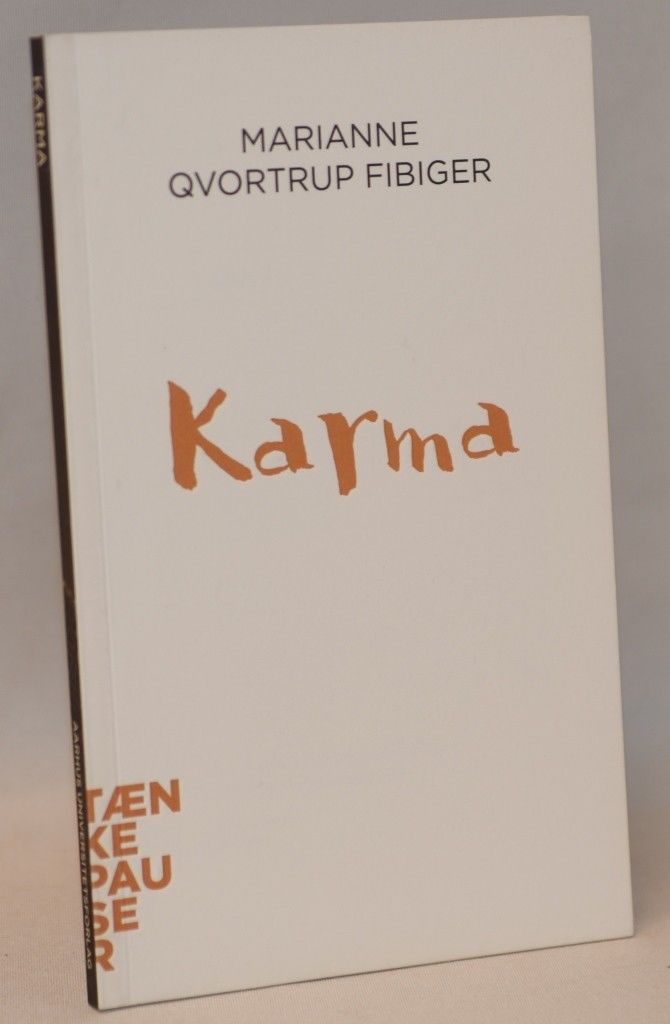 KARMA
MARIANNE
QVORTRUP FIBIGER
Karma
TÆN
KE
PAU
SE
R
AARHUS UNIVERSITETSFORLAG